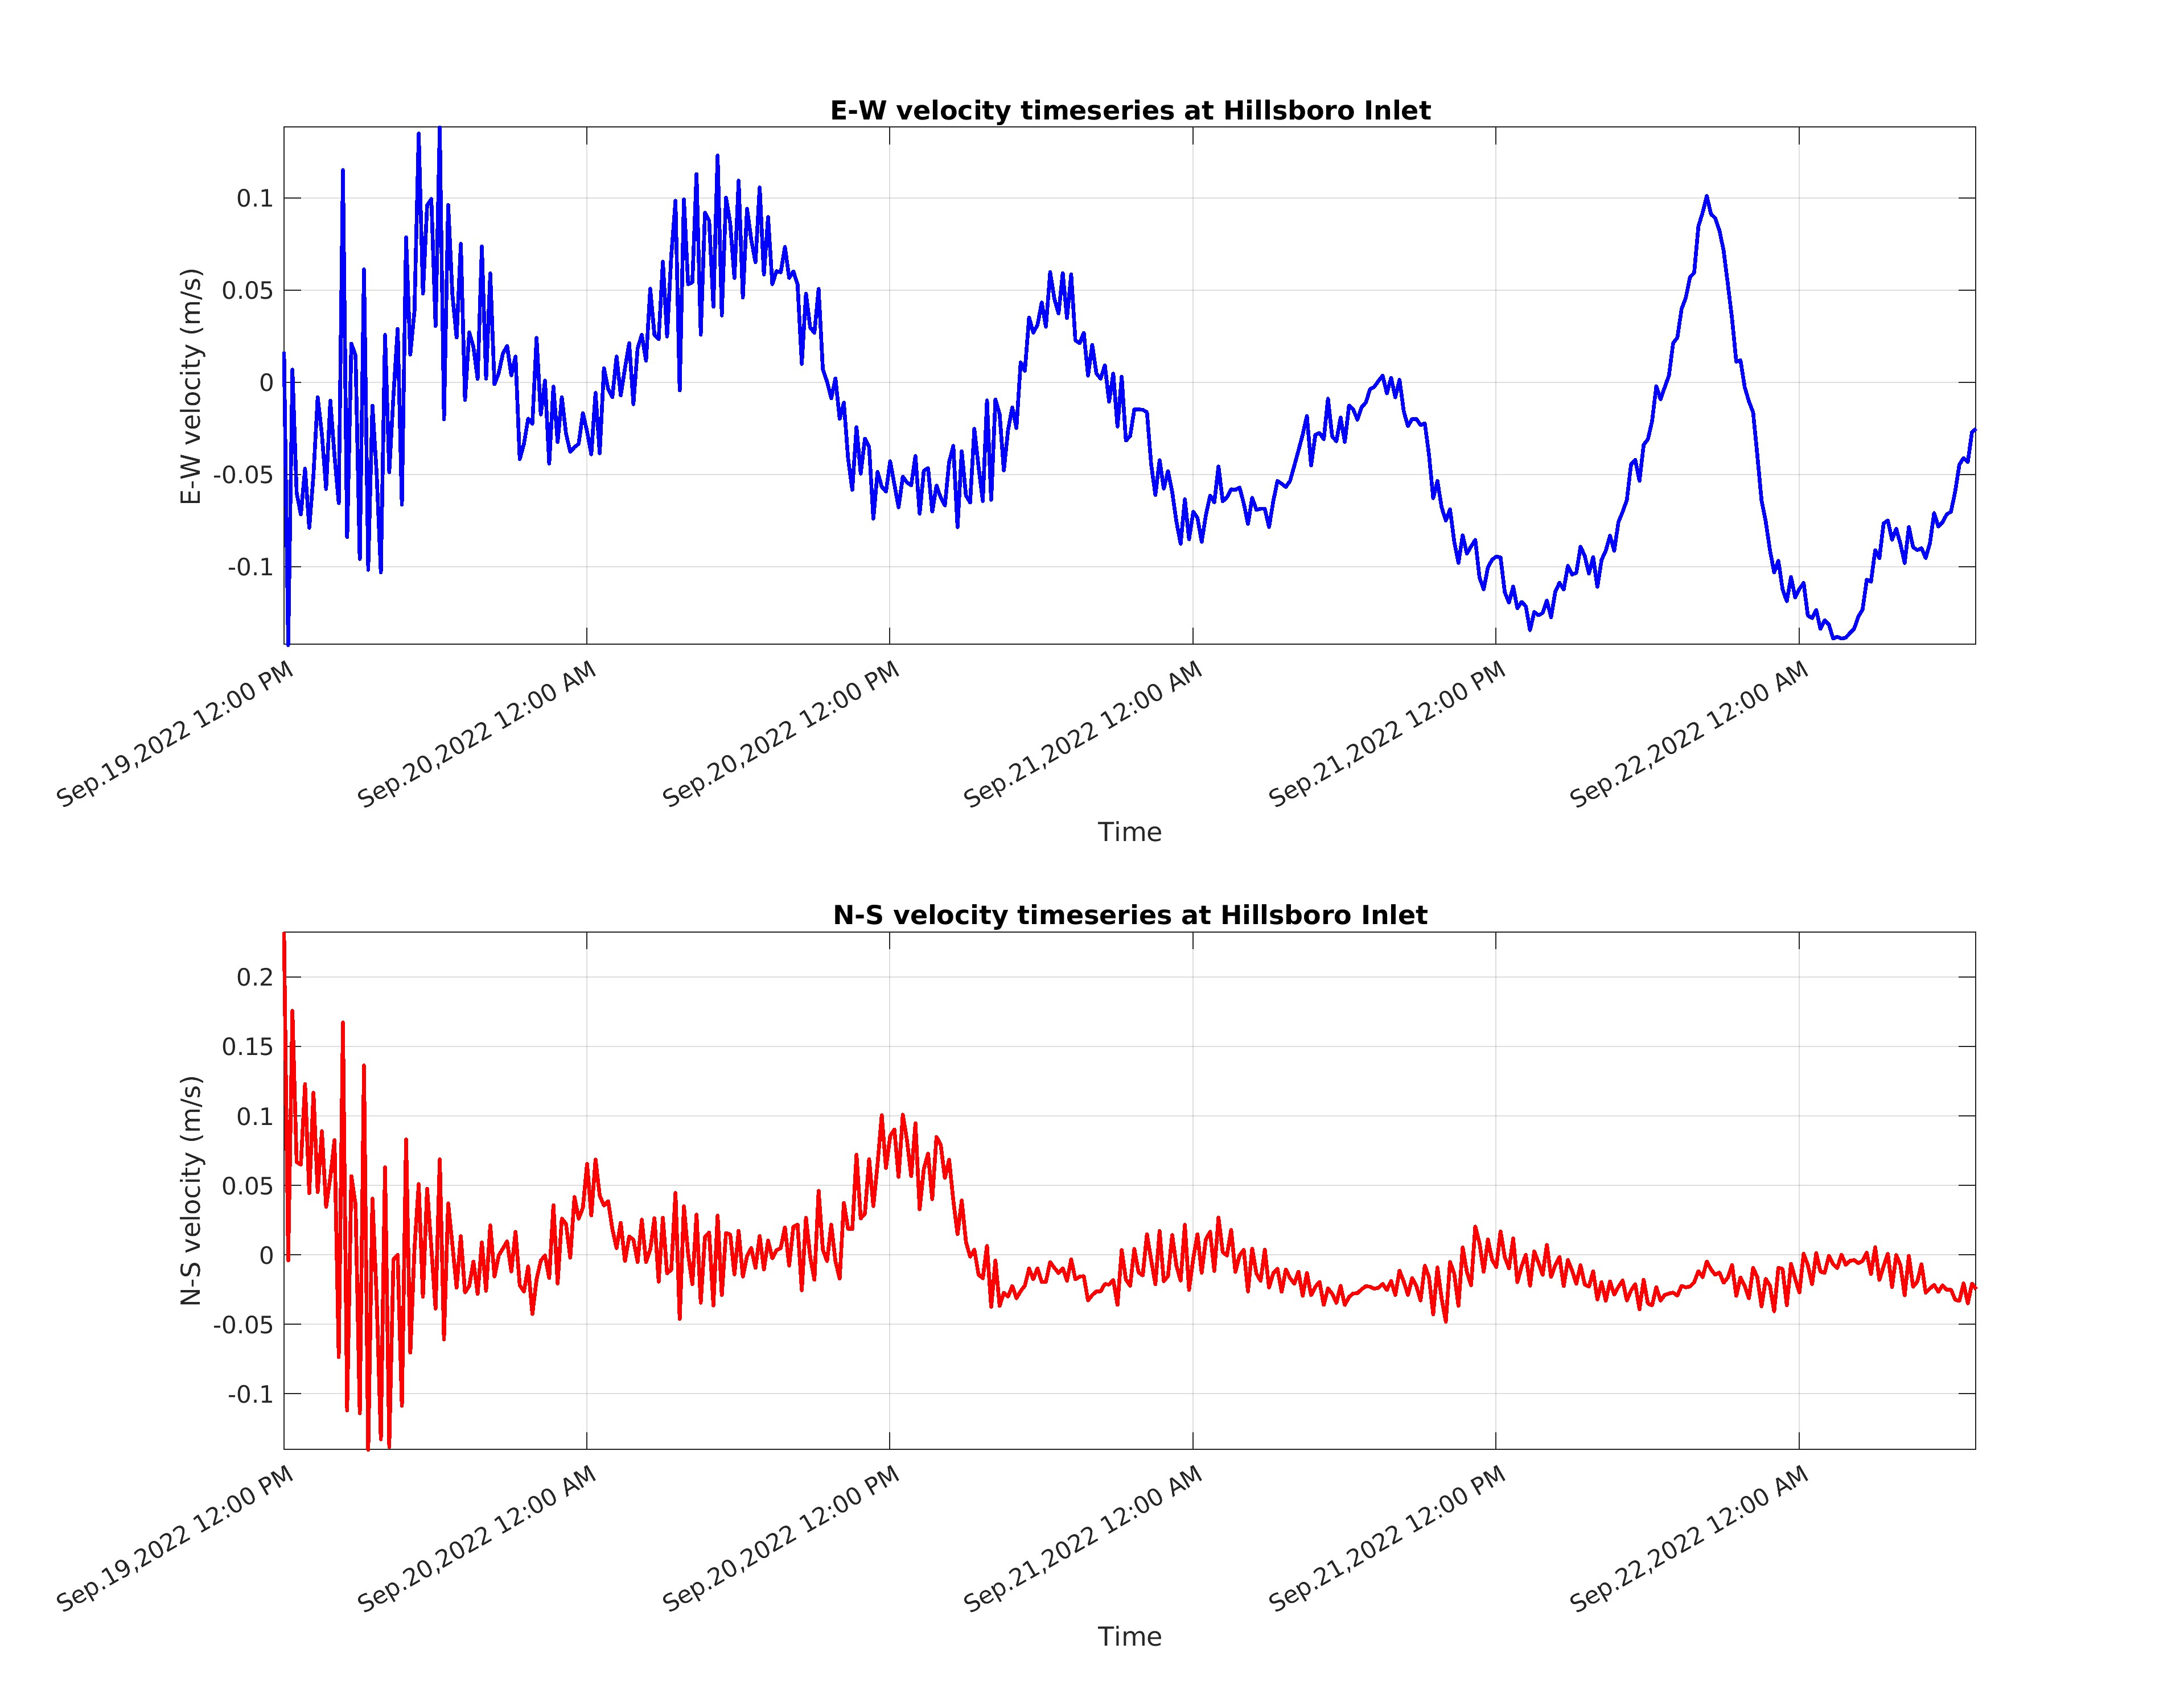 E-W velocity timeseries at Hillsboro Inlet
E-W velocity (m/s)
0.1
0.05
0
-0.05
-0.1
Sep.19,2022 12:00 PM
Sep.20,2022 12:00 AM
Sep.20,2022 12:00 PM
Sep.21,2022 12:00 AM
Sep.21,2022 12:00 PM
Sep.22,2022 12:00 AM
Time
N-S velocity timeseries at Hillsboro Inlet
N-S velocity (m/s)
0.2
0.15
0.1
0.05
0
-0.05
-0.1
Sep.19,2022 12:00 PM
Sep.20,2022 12:00 AM
Sep.20,2022 12:00 PM
Sep.21,2022 12:00 AM
Sep.21,2022 12:00 PM
Sep.22,2022 12:00 AM
Time